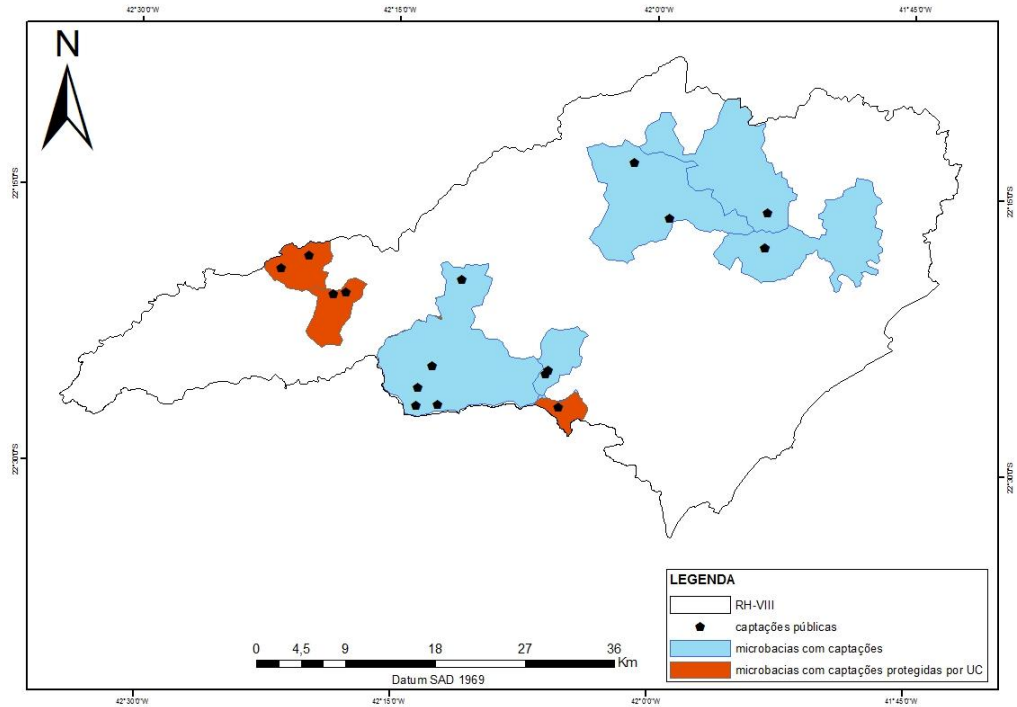 42°30'0"W 42°15'0"W 42°0'0"W 41°45'0"W
N
22°15'0"S 22°15'0"S
22°30'0"S 22°30'0"S
LEGENDA
RH-VIII
captações públicas
microbacias com captações
microbacias com captações protegidas por UC
0 4,5 9 18 27 36
Km
Datum SAD 1969
42°30'0"W 42°15'0"W 42°0'0"W 41°45'0"W